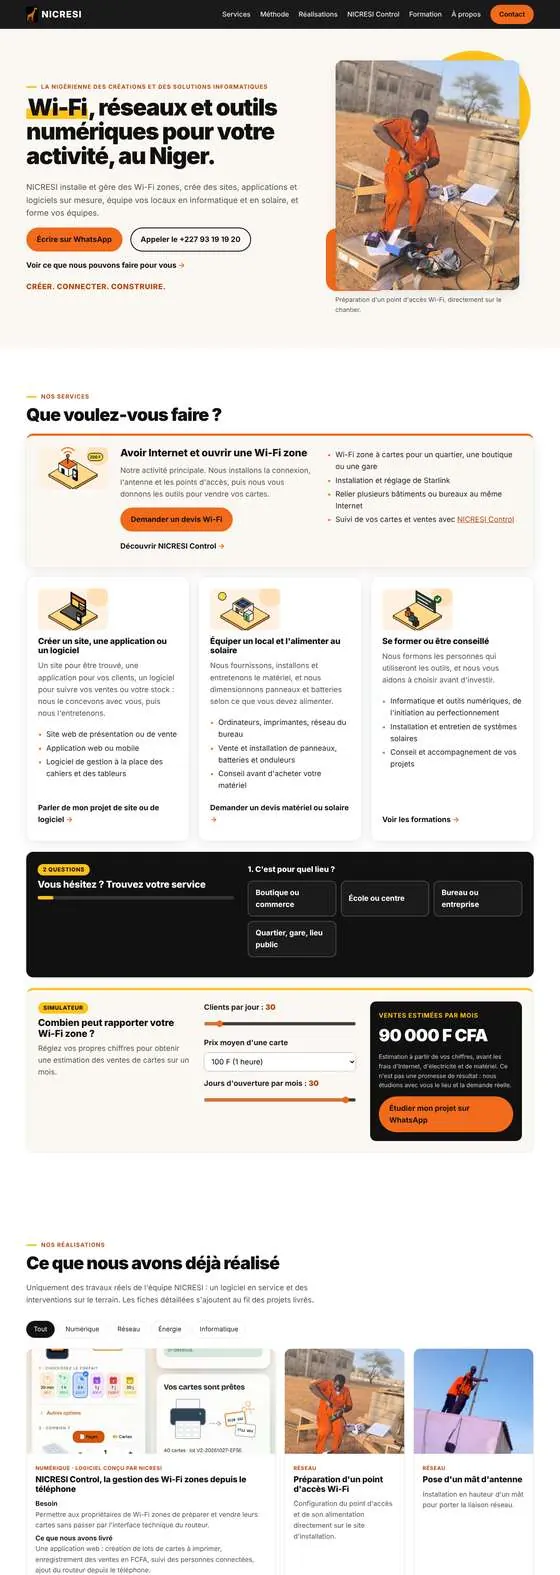 NICRESI
Services
Méthode
Réalisations
NICRESI Control
Formation
À propos
Contact
LA NIGÉRIENNE DES CRÉATIONS ET DES SOLUTIONS INFORMATIQUES
Wi-Fi, réseaux et outils
numériques pour votre
activité, au Niger.
NICRESI installe et gère des Wi-Fi zones, crée des sites, applications et
logiciels sur mesure, équipe vos locaux en informatique et en solaire, et
forme vos équipes.
Écrire sur WhatsApp
Appeler le +227 93 19 19 20
Voir ce que nous pouvons faire pour vous →
CRÉER. CONNECTER. CONSTRUIRE.
Préparation d'un point d'accès Wi-Fi, directement sur le
chantier.
NOS SERVICES
Que voulez-vous faire ?
Avoir Internet et ouvrir une Wi-Fi zone
Notre activité principale. Nous installons la connexion,
l'antenne et les points d'accès, puis nous vous
donnons les outils pour vendre vos cartes.
Demander un devis Wi-Fi
Découvrir NICRESI Control →
• Wi-Fi zone à cartes pour un quartier, une boutique
ou une gare
• Installation et réglage de Starlink
• Relier plusieurs bâtiments ou bureaux au même
Internet
• Suivi de vos cartes et ventes avec NICRESI Control
Créer un site, une application ou
un logiciel
Un site pour être trouvé, une
application pour vos clients, un logiciel
pour suivre vos ventes ou votre stock :
nous le concevons avec vous, puis
nous l'entretenons.
• Site web de présentation ou de vente
• Application web ou mobile
• Logiciel de gestion à la place des
cahiers et des tableurs
Parler de mon projet de site ou de
logiciel →
Équiper un local et l'alimenter au
solaire
Nous fournissons, installons et
entretenons le matériel, et nous
dimensionnons panneaux et batteries
selon ce que vous devez alimenter.
• Ordinateurs, imprimantes, réseau du
bureau
• Vente et installation de panneaux,
batteries et onduleurs
• Conseil avant d'acheter votre
matériel
Demander un devis matériel ou solaire
→
Se former ou être conseillé
Nous formons les personnes qui
utiliseront les outils, et nous vous
aidons à choisir avant d'investir.
• Informatique et outils numériques, de
l'initiation au perfectionnement
• Installation et entretien de systèmes
solaires
• Conseil et accompagnement de vos
projets
Voir les formations →
2 QUESTIONS
Vous hésitez ? Trouvez votre service
1. C'est pour quel lieu ?
Boutique ou
commerce
École ou centre
Bureau ou
entreprise
Quartier, gare, lieu
public
SIMULATEUR
Combien peut rapporter votre
Wi-Fi zone ?
Réglez vos propres chiffres pour obtenir
une estimation des ventes de cartes sur un
mois.
Clients par jour : 30
Prix moyen d'une carte
100 F (1 heure)
Jours d'ouverture par mois : 30
VENTES ESTIMÉES PAR MOIS
90 000 F CFA
Estimation à partir de vos chiffres, avant les
frais d'Internet, d'électricité et de matériel. Ce
n'est pas une promesse de résultat : nous
étudions avec vous le lieu et la demande réelle.
Étudier mon projet sur
WhatsApp
NOS RÉALISATIONS
Ce que nous avons déjà réalisé
Uniquement des travaux réels de l'équipe NICRESI : un logiciel en service et des
interventions sur le terrain. Les fiches détaillées s'ajoutent au fil des projets livrés.
Tout
Numérique
Réseau
Énergie
Informatique
Autres options
Pages
Cartes
Vos cartes sont prêtes
NUMÉRIQUE · LOGICIEL CONÇU PAR NICRESI
NICRESI Control, la gestion des Wi-Fi zones depuis le
téléphone
Besoin
Permettre aux propriétaires de Wi-Fi zones de préparer et vendre leurs
cartes sans passer par l'interface technique du routeur.
Ce que nous avons livré
Une application web : création de lots de cartes à imprimer,
enregistrement des ventes en FCFA, suivi des personnes connectées,
ajout du routeur depuis le téléphone.
RÉSEAU
Préparation d'un point
d'accès Wi-Fi
Configuration du point d'accès
et de son alimentation
directement sur le site
d'installation.
RÉSEAU
Pose d'un mât d'antenne
Installation en hauteur d'un mât
pour porter la liaison réseau.